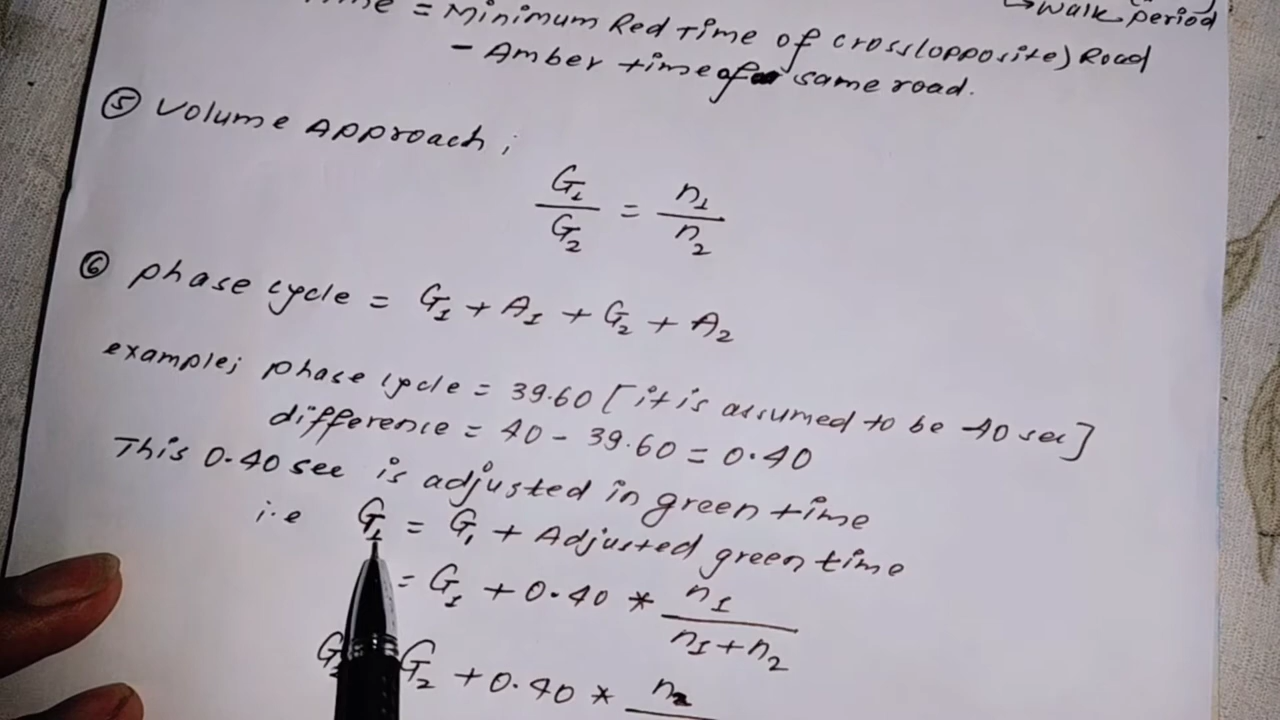 = Minimum Red Time of cross(opposite) Road
↳ Walk period
- Amber time of same road.
⑤ Volume Approach;
G₁/G₂ = n₁/n₂
⑥ phase cycle = G₁ + A₁ + G₂ + A₂
example; phase cycle = 39.60 [it is assumed to be 40 sec]
difference = 40 - 39.60 = 0.40
This 0.40 sec is adjusted in green time
i.e G₁ = G₁ + Adjusted green time
= G₁ + 0.40 * n₁/(n₁+n₂)
G₂ + 0.40 * n₂